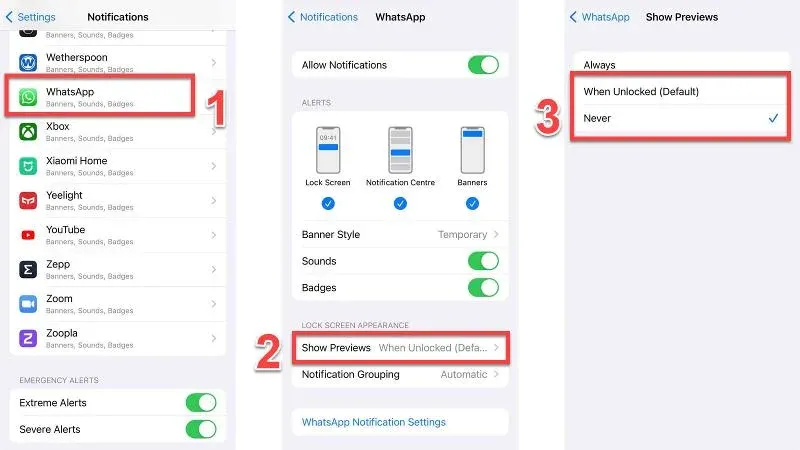 Settings
Notifications
Banners, Sounds, Badges
Wetherspoon
Banners, Sounds, Badges
WhatsApp
Banners, Sounds, Badges
1
Xbox
Banners, Sounds, Badges
Xiaomi Home
Banners, Sounds, Badges
Yeelight
Banners, Sounds, Badges
YouTube
Banners, Sounds, Badges
Zepp
Banners, Sounds, Badges
Zoom
Banners, Sounds, Badges
Zoopla
Banners, Sounds, Badges
EMERGENCY ALERTS
Extreme Alerts
Severe Alerts
Notifications
WhatsApp
Allow Notifications
ALERTS
09:41
Lock Screen
Notification Centre
Banners
Banner Style
Temporary
Sounds
Badges
LOCK SCREEN APPEARANCE
2
Show Previews
When Unlocked (Defa...
Notification Grouping
Automatic
WhatsApp Notification Settings
WhatsApp
Show Previews
Always
3
When Unlocked (Default)
Never